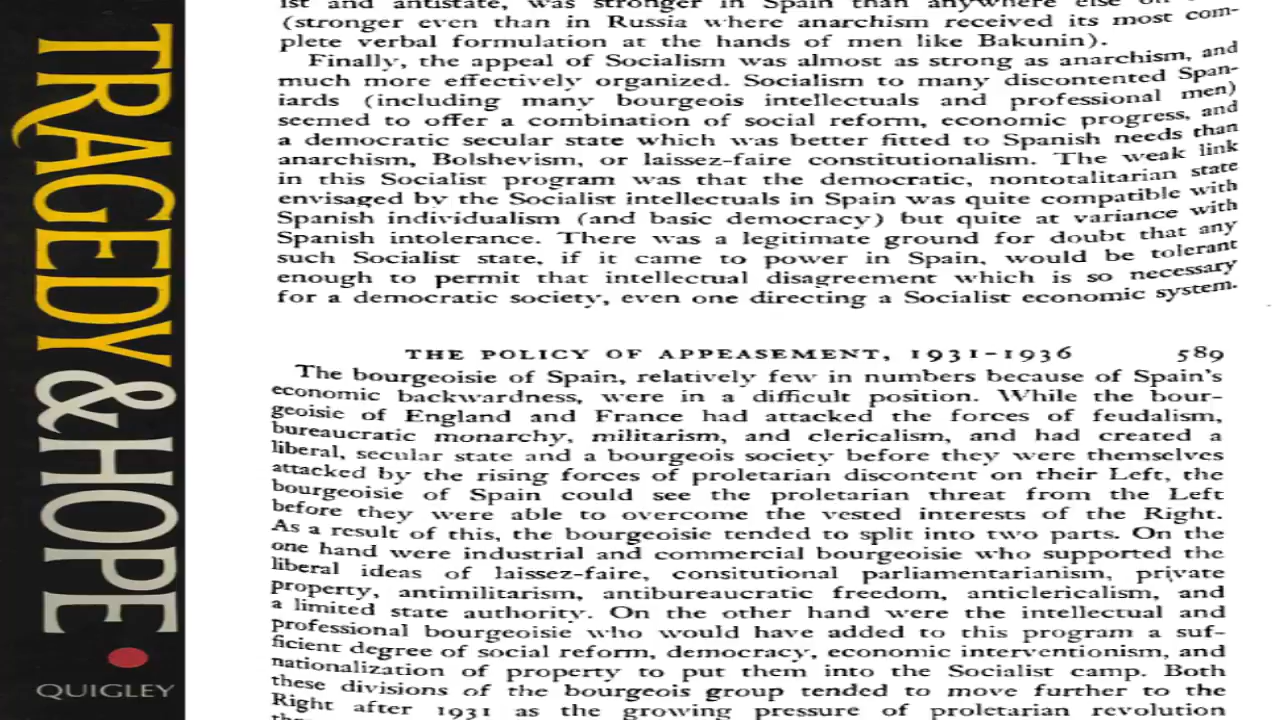 TRAGEDY & HOPE
QUIGLEY
ist and antistate, was stronger in Spain than anywhere else on
(stronger even than in Russia where anarchism received its most com-
plete verbal formulation at the hands of men like Bakunin).
Finally, the appeal of Socialism was almost as strong as anarchism, and
much more effectively organized. Socialism to many discontented Span-
iards (including many bourgeois intellectuals and professional men)
seemed to offer a combination of social reform, economic progress, and
a democratic secular state which was better fitted to Spanish needs than
anarchism, Bolshevism, or laissez-faire constitutionalism. The weak link
in this Socialist program was that the democratic, nontotalitarian state
envisaged by the Socialist intellectuals in Spain was quite compatible with
Spanish individualism (and basic democracy) but quite at variance with
Spanish intolerance. There was a legitimate ground for doubt that any
such Socialist state, if it came to power in Spain, would be tolerant
enough to permit that intellectual disagreement which is so necessary
for a democratic society, even one directing a Socialist economic system.
THE POLICY OF APPEASEMENT, 1931-1936 589
The bourgeoisie of Spain, relatively few in numbers because of Spain's
economic backwardness, were in a difficult position. While the bour-
geoisie of England and France had attacked the forces of feudalism,
bureaucratic monarchy, militarism, and clericalism, and had created a
liberal, secular state and a bourgeois society before they were themselves
attacked by the rising forces of proletarian discontent on their Left, the
bourgeoisie of Spain could see the proletarian threat from the Left
before they were able to overcome the vested interests of the Right.
As a result of this, the bourgeoisie tended to split into two parts. On the
one hand were industrial and commercial bourgeoisie who supported the
liberal ideas of laissez-faire, consitutional parliamentarianism, private
property, antimilitarism, antibureaucratic freedom, anticlericalism, and
a limited state authority. On the other hand were the intellectual and
professional bourgeoisie who would have added to this program a suf-
ficient degree of social reform, democracy, economic interventionism, and
nationalization of property to put them into the Socialist camp. Both
these divisions of the bourgeois group tended to move further to the
Right after 1931 as the growing pressure of proletarian revolution